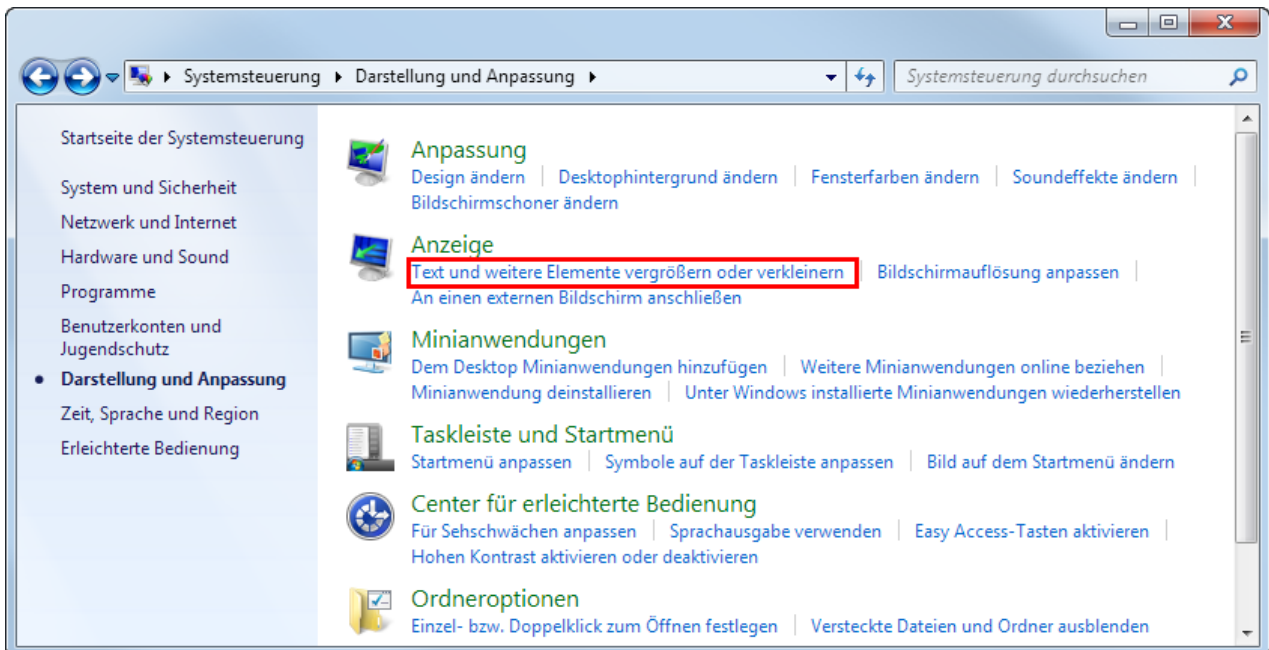 Systemsteuerung Darstellung und Anpassung Systemsteuerung durchsuchen
Startseite der Systemsteuerung
System und Sicherheit
Netzwerk und Internet
Hardware und Sound
Programme
Benutzerkonten und
Jugendschutz
Darstellung und Anpassung
Zeit, Sprache und Region
Erleichterte Bedienung
Anpassung
Design ändern Desktophintergrund ändern Fensterfarben ändern Soundeffekte ändern
Bildschirmschoner ändern
Anzeige
Text und weitere Elemente vergrößern oder verkleinern Bildschirmauflösung anpassen
An einen externen Bildschirm anschließen
Minianwendungen
Dem Desktop Minianwendungen hinzufügen Weitere Minianwendungen online beziehen
Minianwendung deinstallieren Unter Windows installierte Minianwendungen wiederherstellen
Taskleiste und Startmenü
Startmenü anpassen Symbole auf der Taskleiste anpassen Bild auf dem Startmenü ändern
Center für erleichterte Bedienung
Für Sehschwächen anpassen Sprachausgabe verwenden Easy Access-Tasten aktivieren
Hohen Kontrast aktivieren oder deaktivieren
Ordneroptionen
Einzel- bzw. Doppelklick zum Öffnen festlegen Versteckte Dateien und Ordner ausblenden